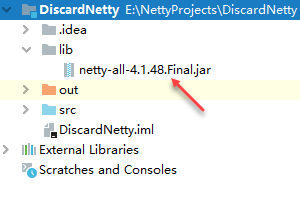 DiscardNetty E:\NettyProjects\DiscardNetty
.idea
lib
netty-all-4.1.48.Final.jar
out
src
DiscardNetty.iml
External Libraries
Scratches and Consoles